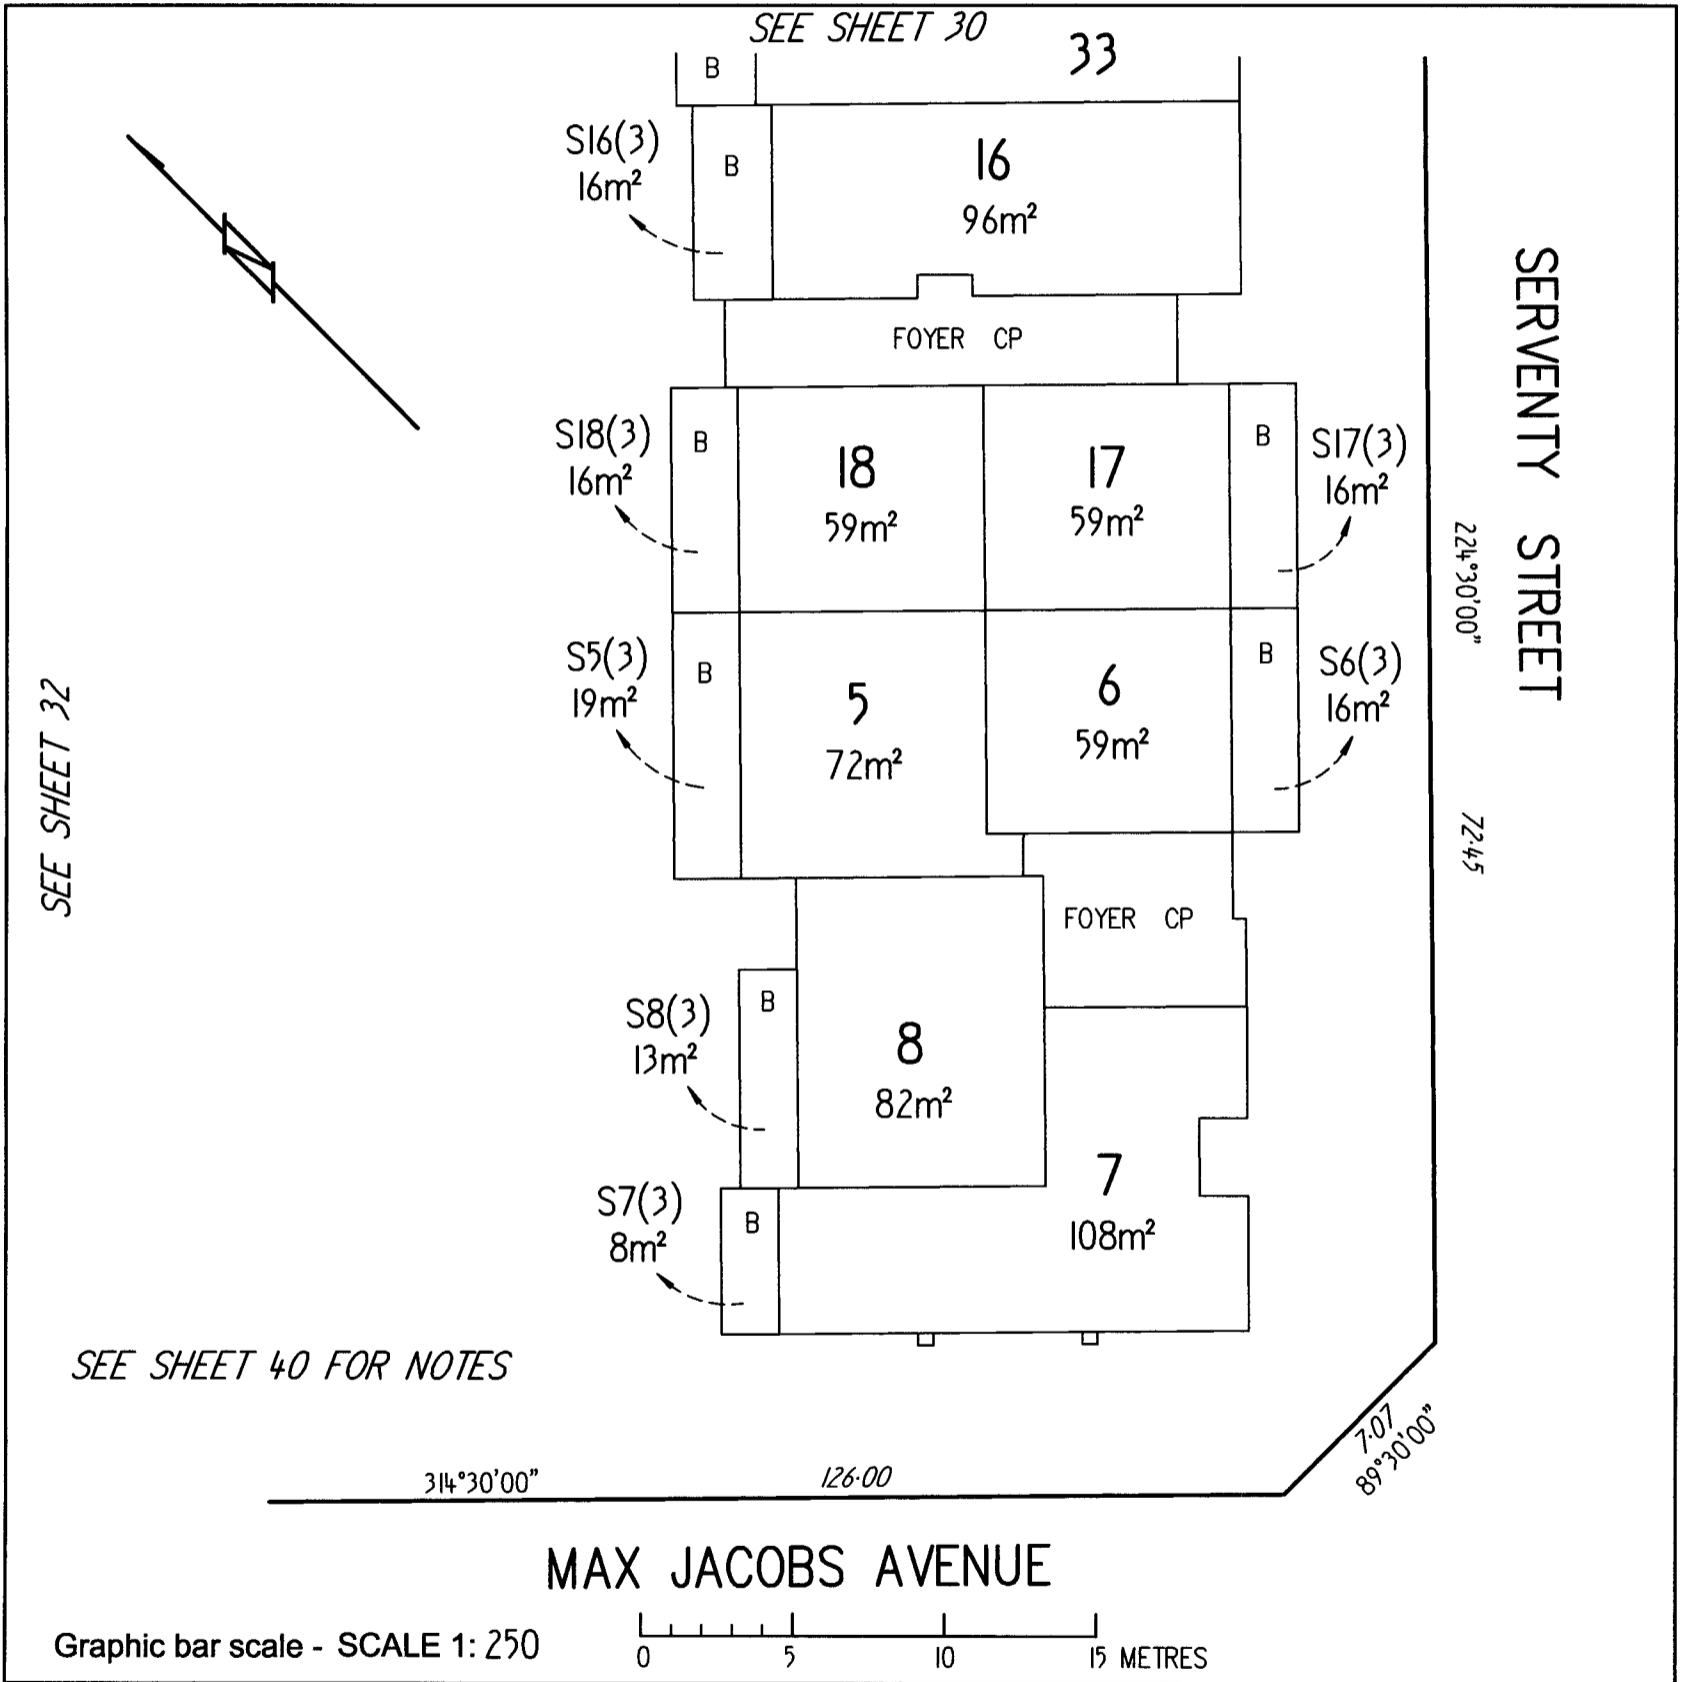 SEE SHEET 30
B
33
S16(3)
16m²
B
16
96m²
FOYER CP
SERVENTY STREET
S18(3)
16m²
B
18
59m²
17
59m²
B
S17(3)
16m²
224°30'00"
S5(3)
19m²
B
5
72m²
6
59m²
B
S6(3)
16m²
SEE SHEET 32
72·45
FOYER CP
S8(3)
13m²
B
8
82m²
S7(3)
8m²
B
7
108m²
SEE SHEET 40 FOR NOTES
7·07
89°30'00"
314°30'00"
126·00
MAX JACOBS AVENUE
Graphic bar scale - SCALE 1: 250
0 5 10 15 METRES